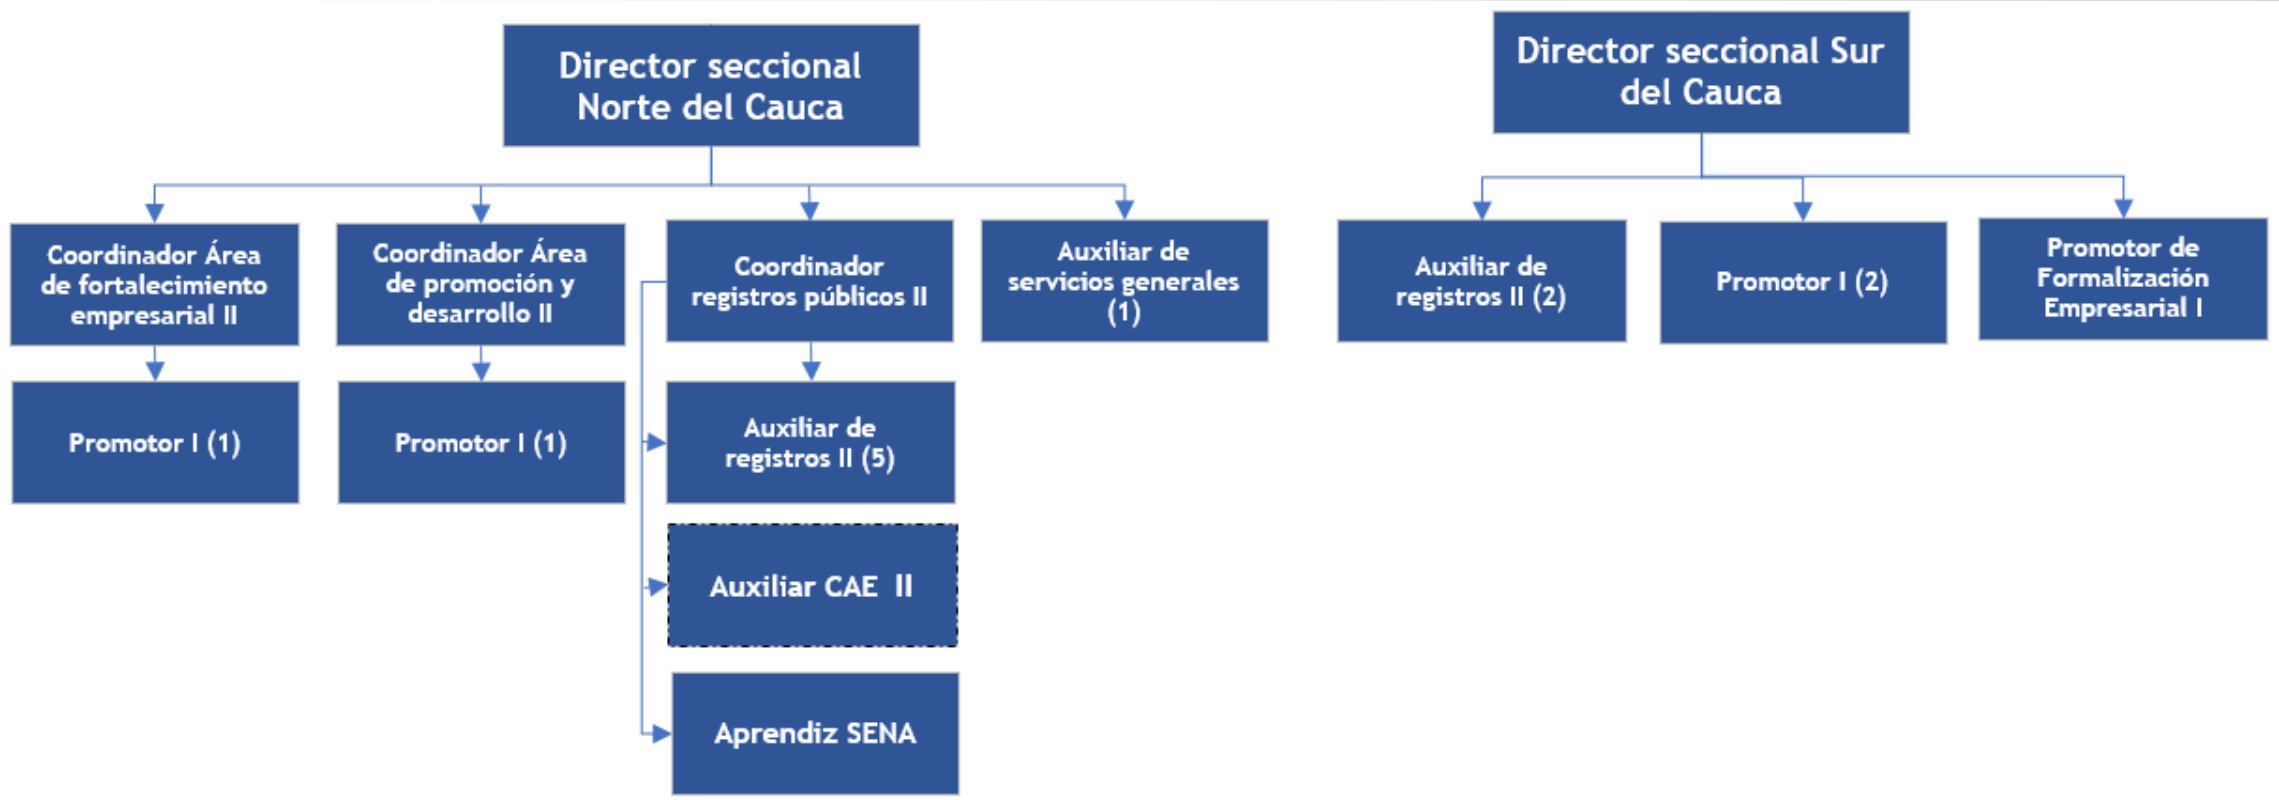 Director seccional
Norte del Cauca
Director seccional Sur
del Cauca
Coordinador Área
de fortalecimiento
empresarial II
Coordinador Área
de promoción y
desarrollo II
Coordinador
registros públicos II
Auxiliar de
servicios generales
(1)
Auxiliar de
registros II (2)
Promotor I (2)
Promotor de
Formalización
Empresarial I
Promotor I (1)
Promotor I (1)
Auxiliar de
registros II (5)
Auxiliar CAE  II
Aprendiz SENA